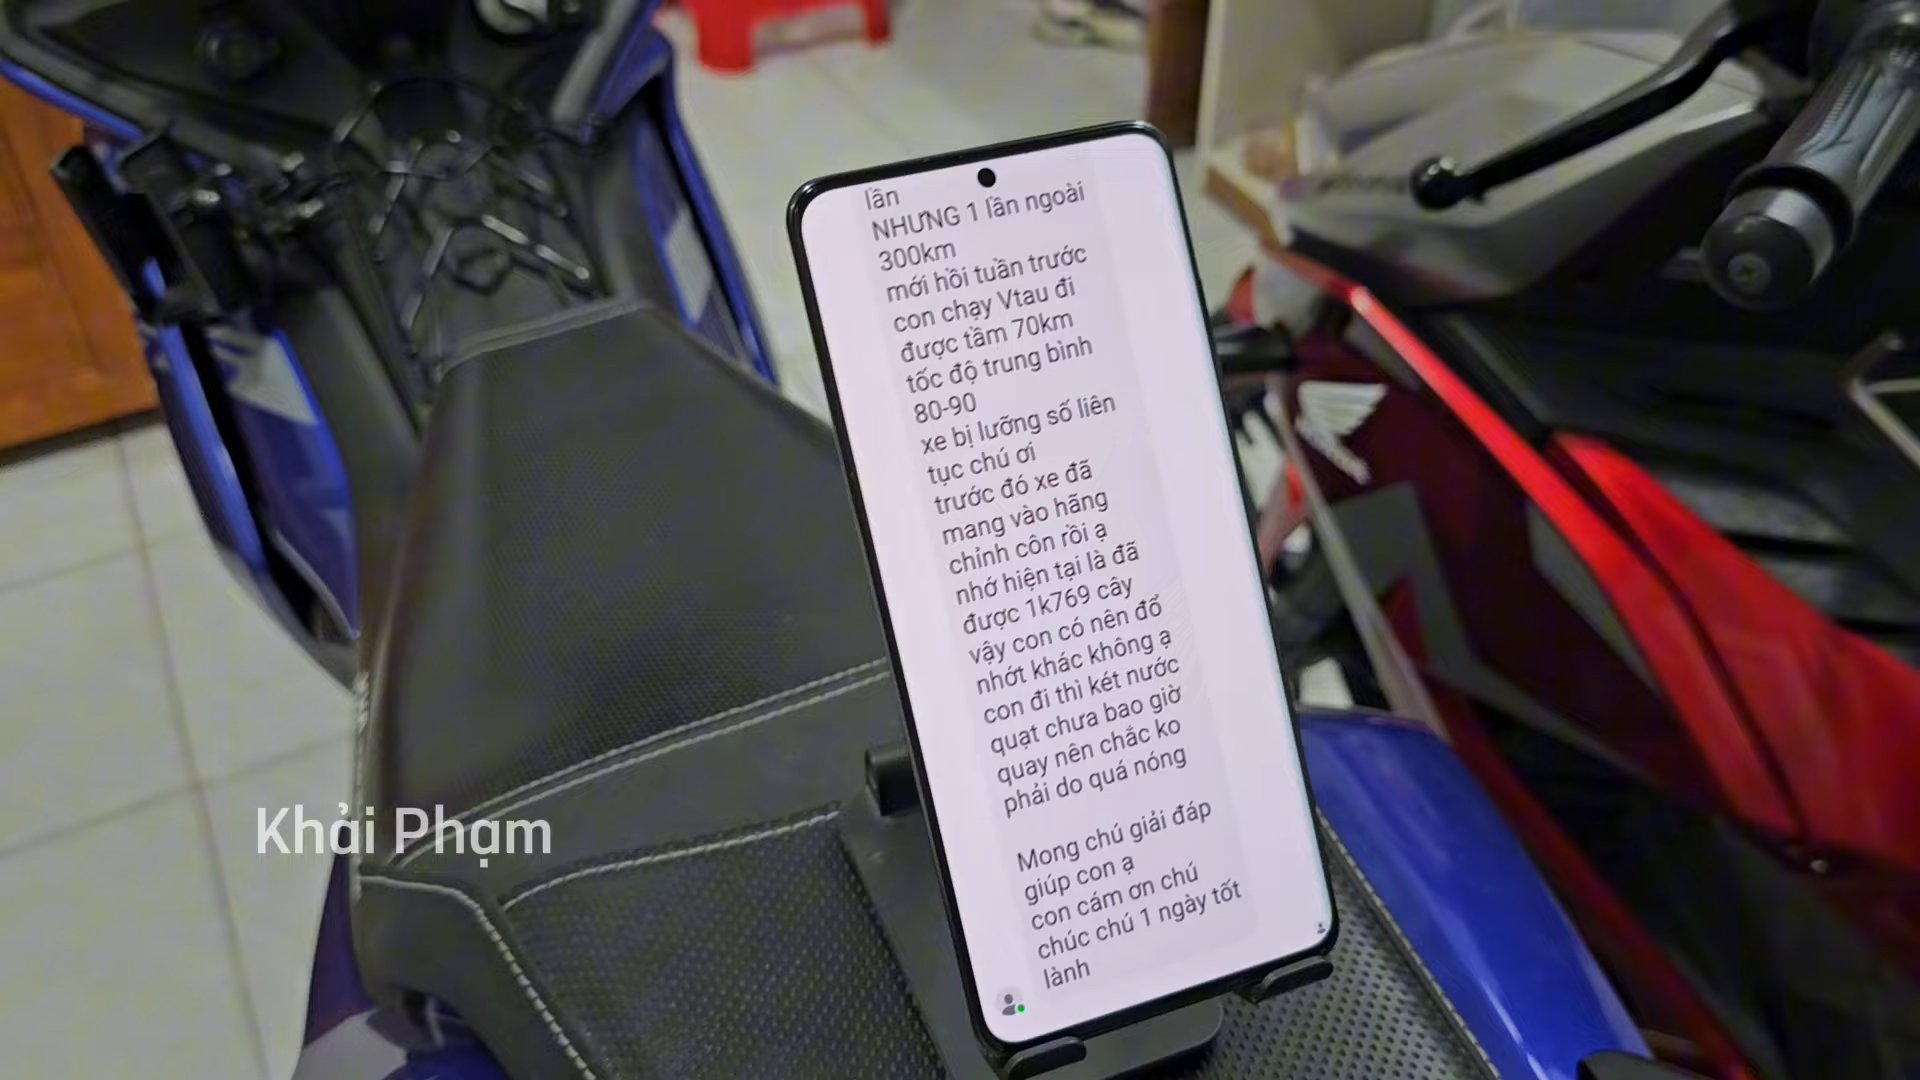 lần
NHƯNG 1 lần ngoài
300km
mới hồi tuần trước
con chạy Vtau đi
được tầm 70km
tốc độ trung bình
80-90
xe bị lưỡng số liên
tục chú ơi
trước đó xe đã
mang vào hãng
chỉnh côn rồi ạ
nhớ hiện tại là đã
được 1k769 cây
vậy con có nên đổ
nhớt khác không ạ
con đi thì két nước
quạt chưa bao giờ
quay nên chắc ko
phải do quá nóng
Mong chú giải đáp
giúp con ạ
con cám ơn chú
chúc chú 1 ngày tốt
lành
Khải Phạm